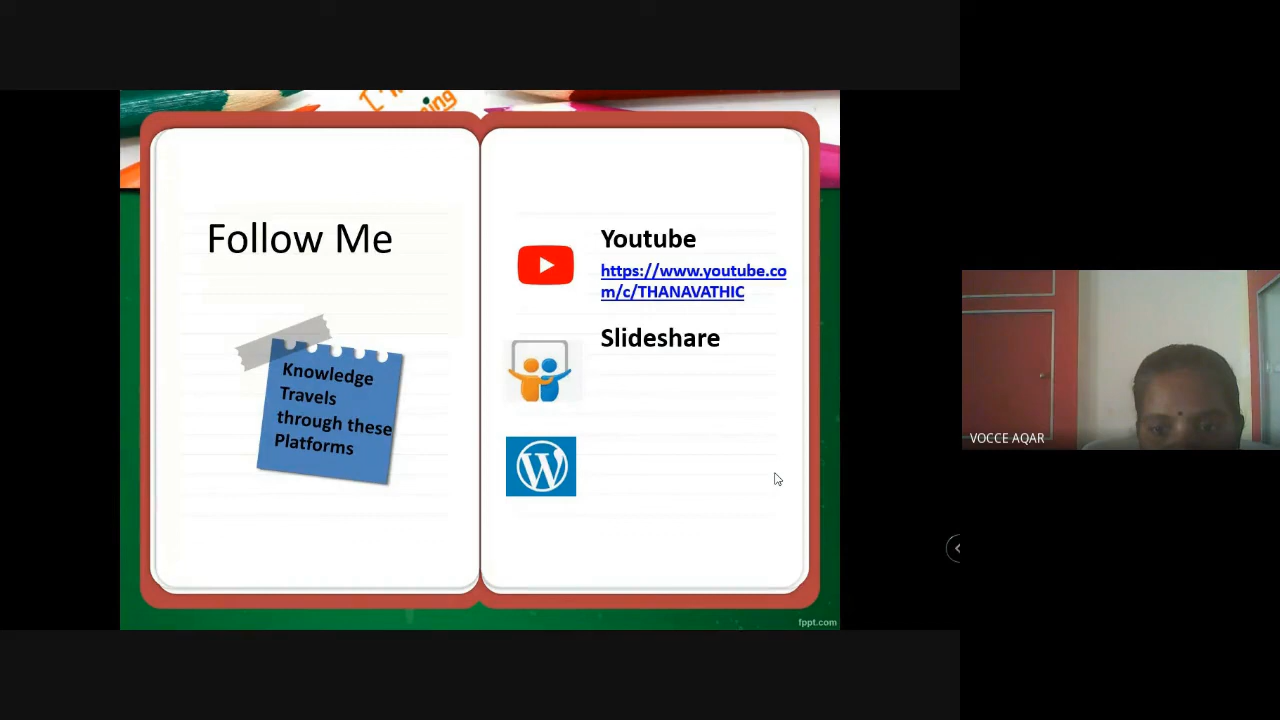 Follow Me
Knowledge
Travels
through these
Platforms
Youtube
https://www.youtube.co
m/c/THANAVATHIC
Slideshare
VOCCE AQAR
fppt.com